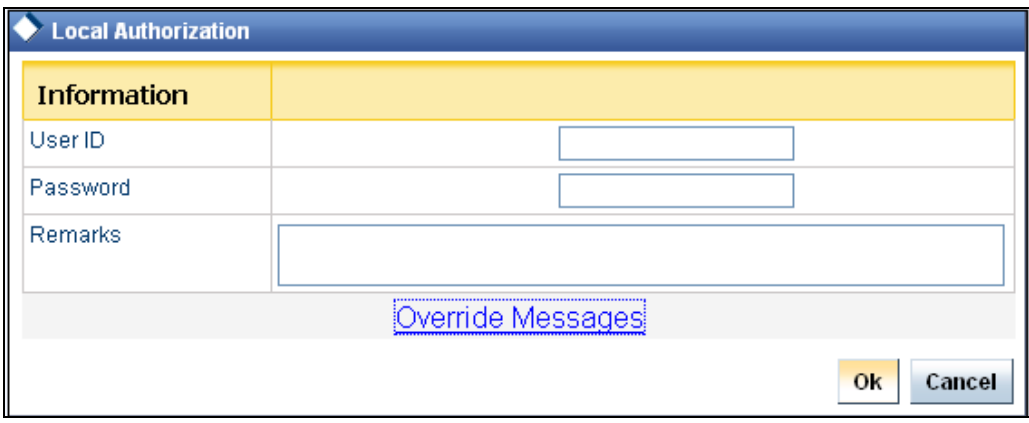 Local Authorization
Information
User ID
Password
Remarks
Override Messages
Ok Cancel